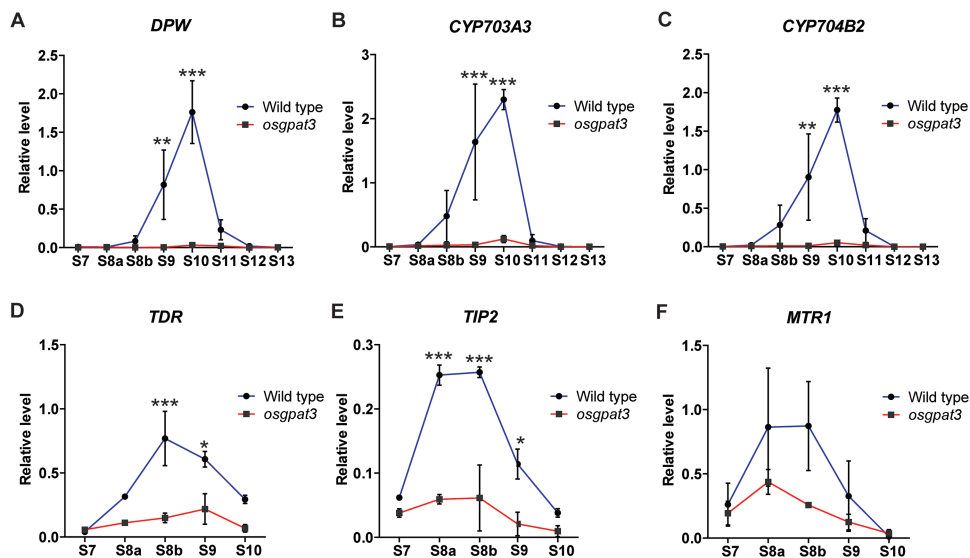 A
DPW
Relative level
2.5
2.0
1.5
1.0
0.5
0.0
**
***
Wild type
osgpat3
S7 S8a S8b S9 S10 S11 S12 S13
B
CYP703A3
Relative level
3
2
1
0
***
***
Wild type
osgpat3
S7 S8a S8b S9 S10 S11 S12 S13
C
CYP704B2
Relative level
2.5
2.0
1.5
1.0
0.5
0.0
**
***
Wild type
osgpat3
S7 S8a S8b S9 S10 S11 S12 S13
D
TDR
Relative level
1.5
1.0
0.5
0.0
***
*
Wild type
osgpat3
S7 S8a S8b S9 S10
E
TIP2
Relative level
0.3
0.2
0.1
0.0
***
***
*
Wild type
osgpat3
S7 S8a S8b S9 S10
F
MTR1
Relative level
1.5
1.0
0.5
0.0
Wild type
osgpat3
S7 S8a S8b S9 S10